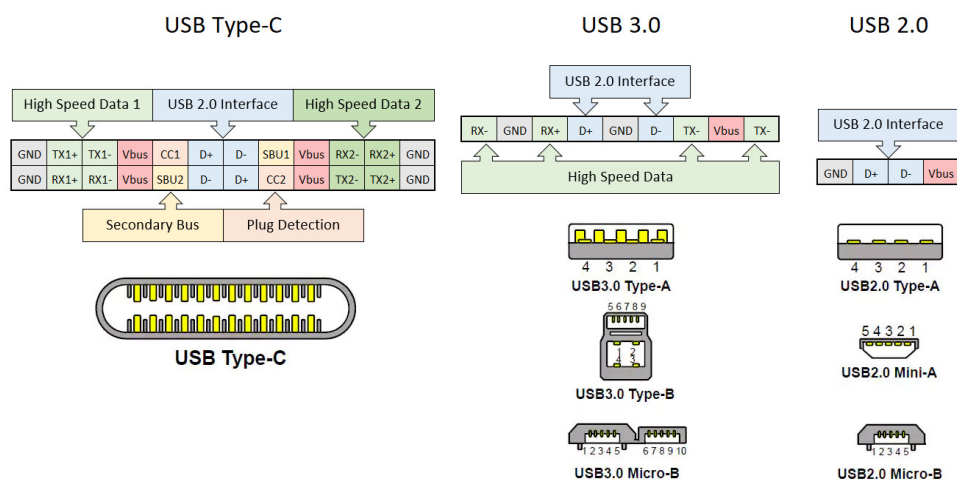 USB Type-C
USB 3.0
USB 2.0
High Speed Data 1
USB 2.0 Interface
High Speed Data 2
GND TX1+ TX1- Vbus CC1 D+ D- SBU1 Vbus RX2- RX2+ GND
GND RX1+ RX1- Vbus SBU2 D- D+ CC2 Vbus TX2- TX2+ GND
Secondary Bus
Plug Detection
USB Type-C
USB 2.0 Interface
RX- GND RX+ D+ GND D- TX- Vbus TX-
High Speed Data
4 3 2 1
USB3.0 Type-A
5 6 7 8 9
1 2
4 3
USB3.0 Type-B
1 2 3 4 5 6 7 8 9 10
USB3.0 Micro-B
USB 2.0 Interface
GND D+ D- Vbus
4 3 2 1
USB2.0 Type-A
5 4 3 2 1
USB2.0 Mini-A
1 2 3 4 5
USB2.0 Micro-B